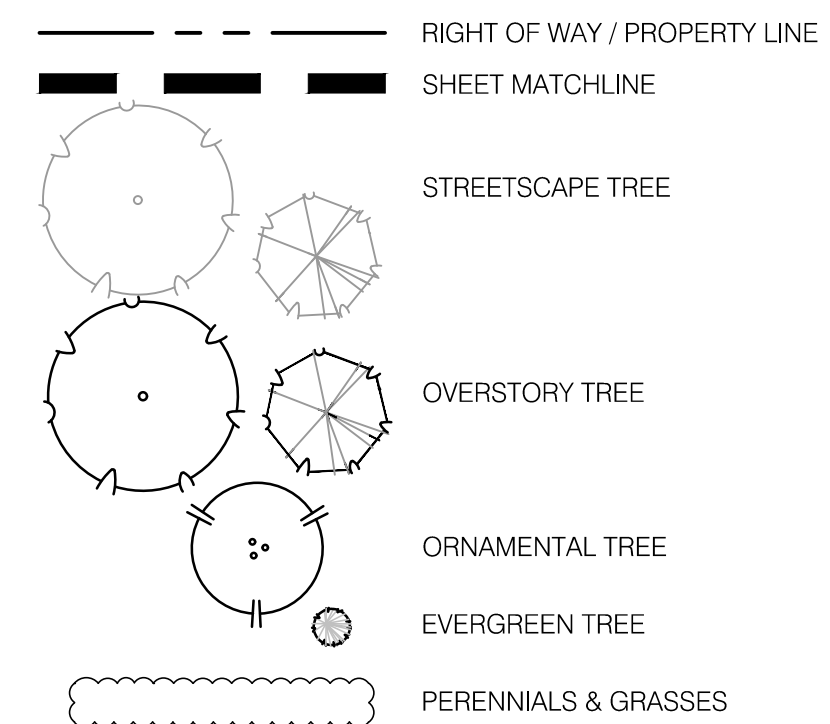 RIGHT OF WAY / PROPERTY LINE
SHEET MATCHLINE
STREETSCAPE TREE
OVERSTORY TREE
ORNAMENTAL TREE
EVERGREEN TREE
PERENNIALS & GRASSES